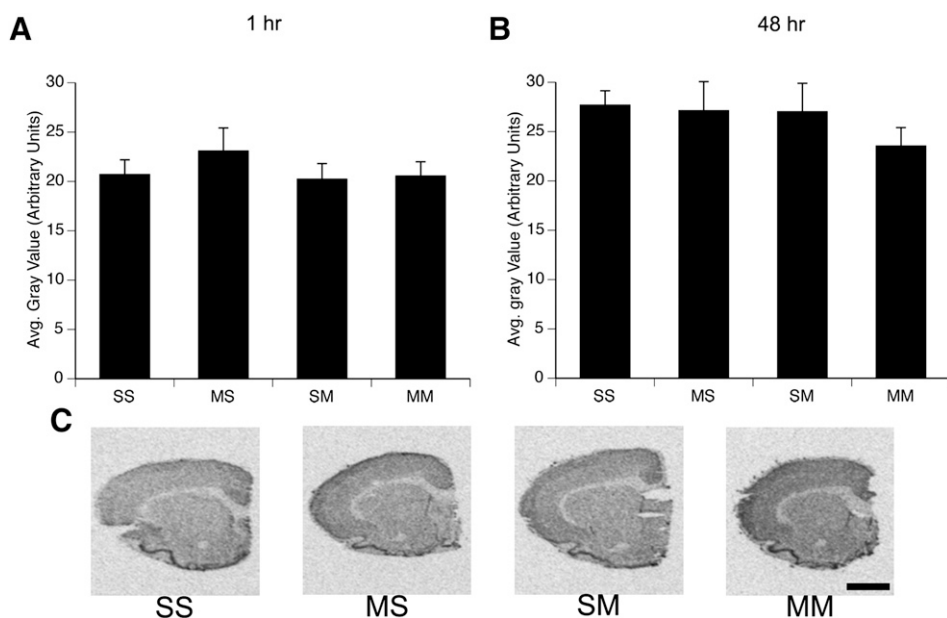 A
1 hr
B
48 hr
Avg. Gray Value (Arbitrary Units)
30
25
20
15
10
5
0
SS
MS
SM
MM
Avg. gray Value (Arbitrary Units)
30
25
20
15
10
5
0
SS
MS
SM
MM
C
SS
MS
SM
MM